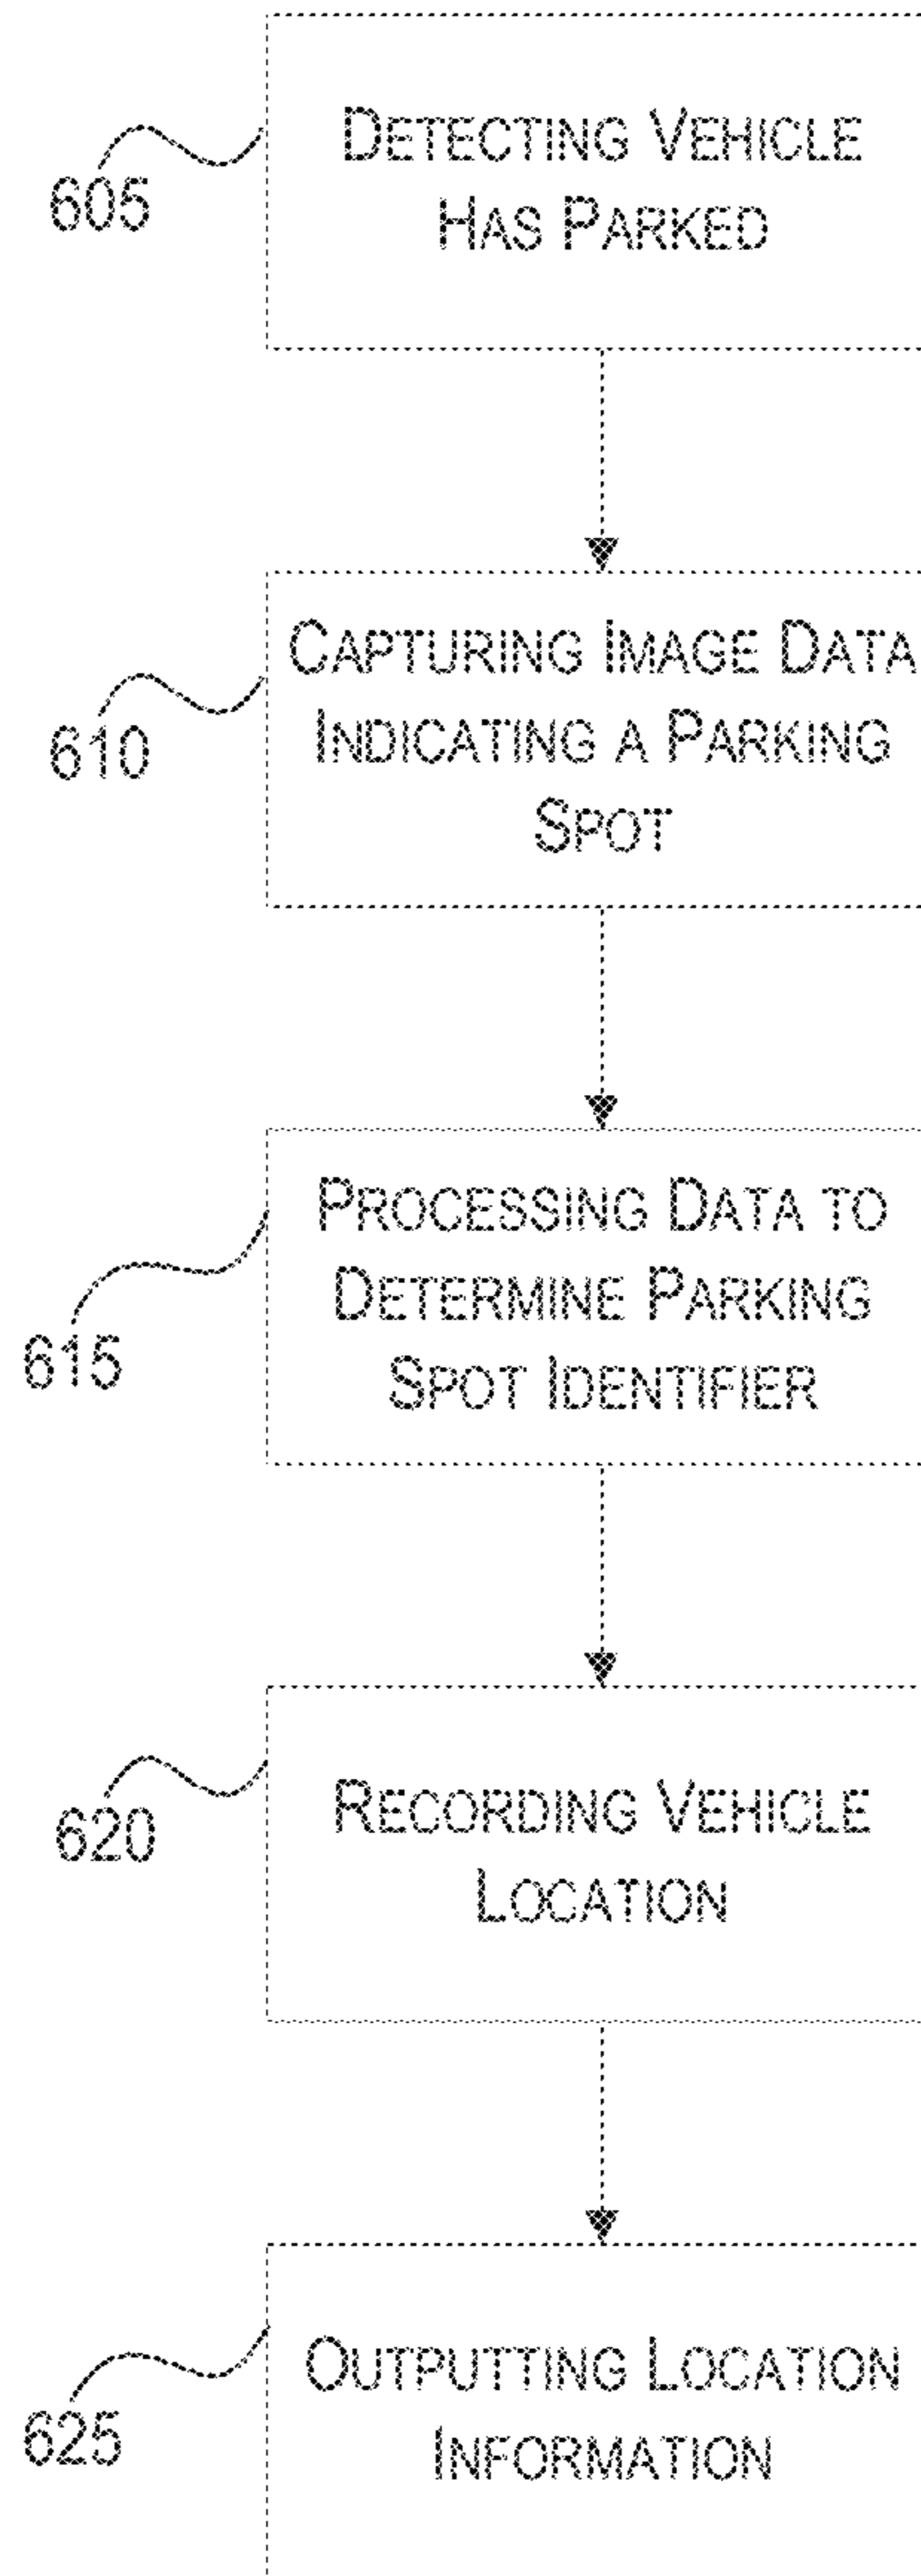 DETECTING VEHICLE
HAS PARKED
605
CAPTURING IMAGE DATA
INDICATING A PARKING
SPOT
610
PROCESSING DATA TO
DETERMINE PARKING
SPOT IDENTIFIER
615
RECORDING VEHICLE
LOCATION
620
OUTPUTTING LOCATION
INFORMATION
625